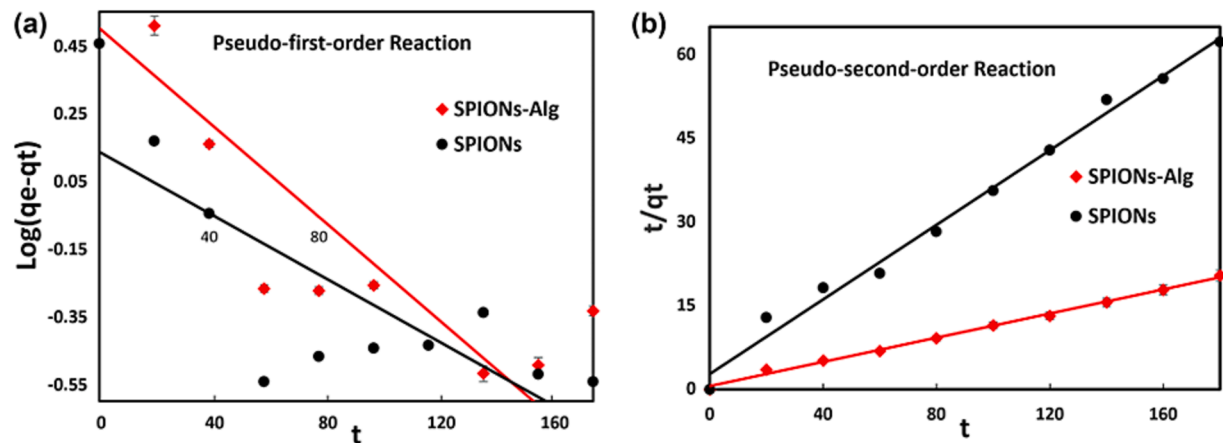 (a)
Pseudo-first-order Reaction
SPIONs-Alg
SPIONs
Log(qe-qt)
0.45
0.25
0.05
-0.15
-0.35
-0.55
40
80
0
40
80
120
160
t
(b)
Pseudo-second-order Reaction
SPIONs-Alg
SPIONs
t/qt
60
45
30
15
0
0
40
80
120
160
t